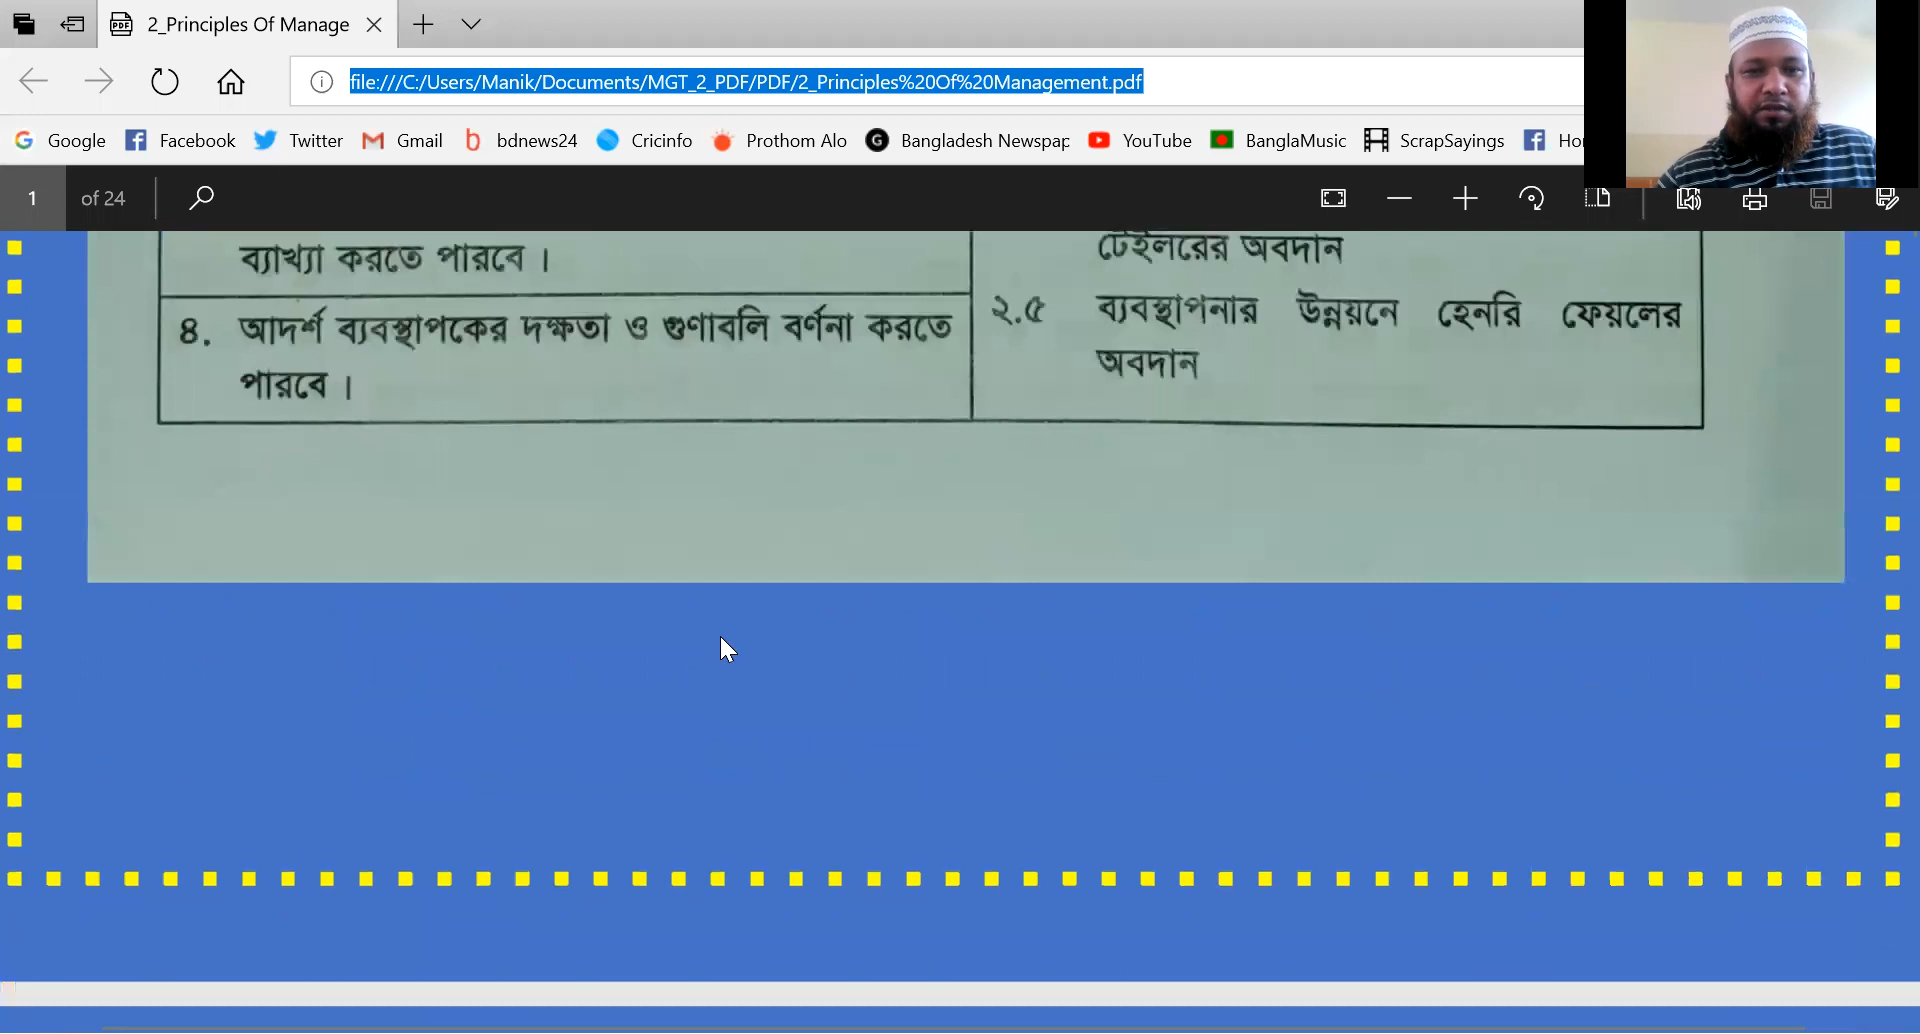 2_Principles Of Manage
file:///C:/Users/Manik/Documents/MGT_2_PDF/PDF/2_Principles%20Of%20Management.pdf
Google Facebook Twitter Gmail bdnews24 Cricinfo Prothom Alo Bangladesh Newspap YouTube BanglaMusic ScrapSayings Ho
1 of 24
ব্যাখ্যা করতে পারবে ।
৪. আদর্শ ব্যবস্থাপকের দক্ষতা ও গুণাবলি বর্ণনা করতে
পারবে ।
টেইলরের অবদান
২.৫ ব্যবস্থাপনার উন্নয়নে হেনরি ফেয়লের
অবদান